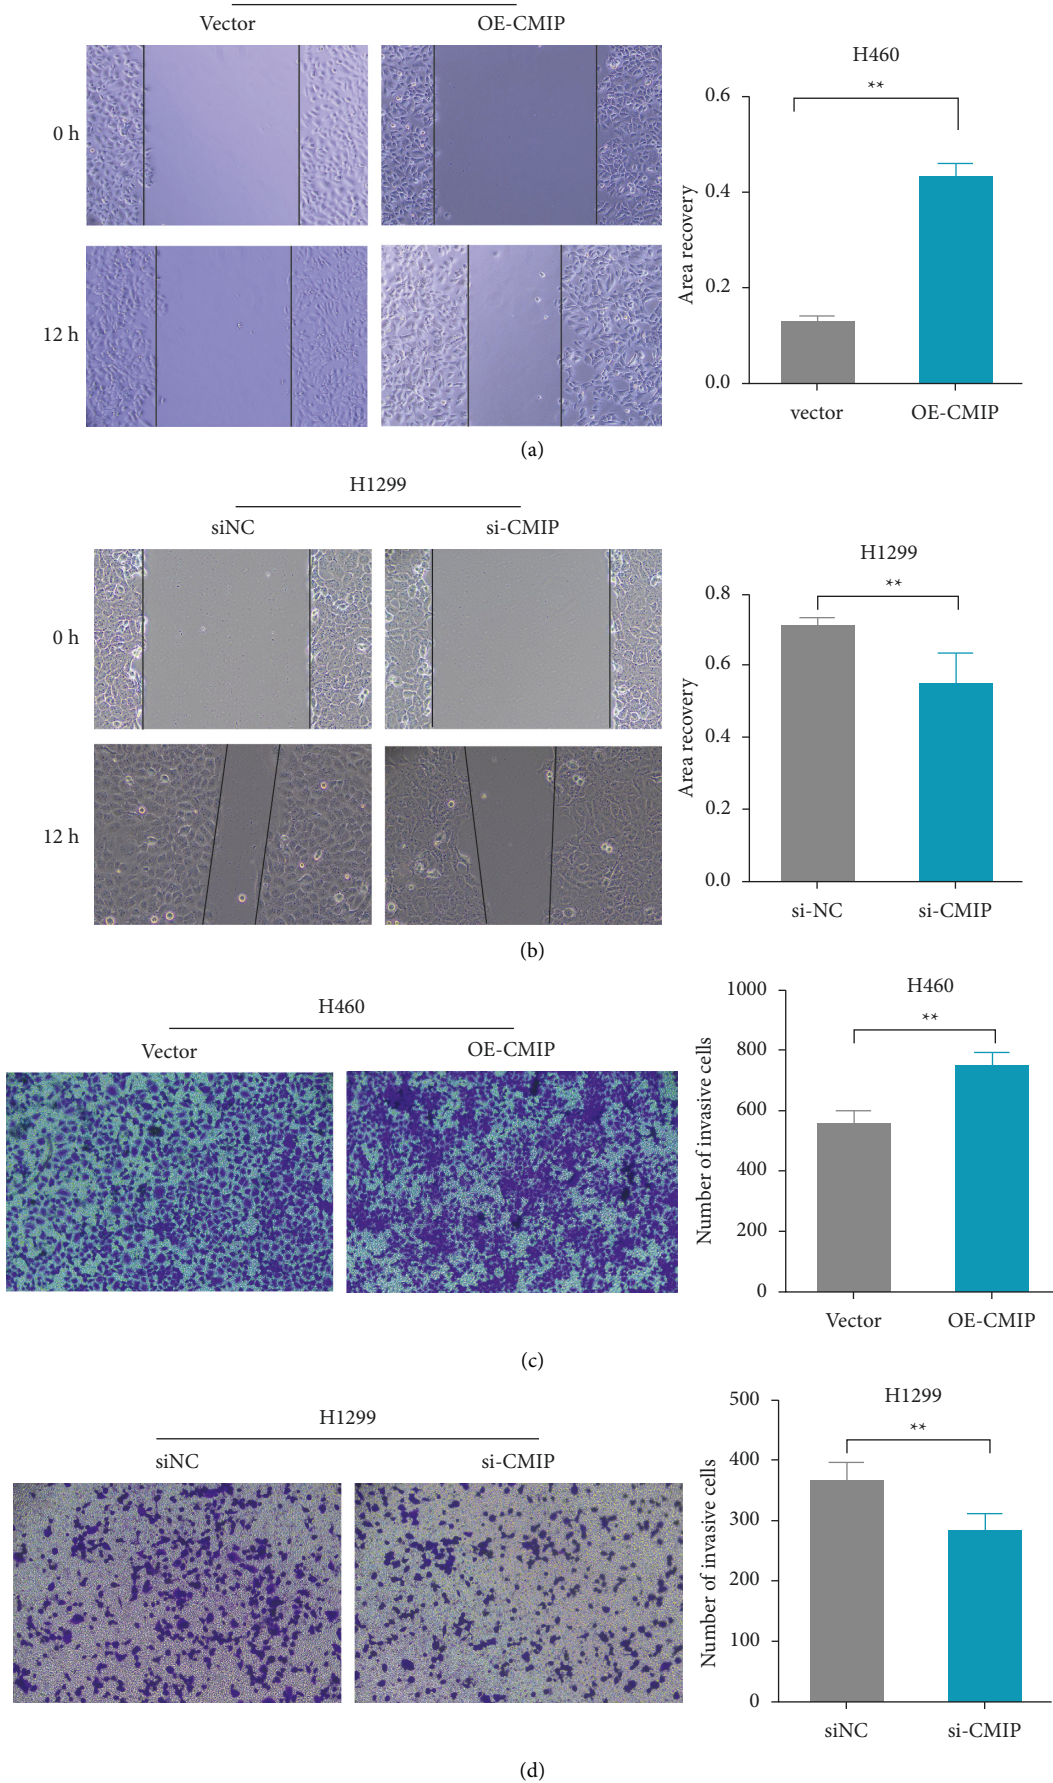 Vector OE-CMIP
0 h
12 h
H460
**
Area recovery
0.6
0.4
0.2
0.0
vector OE-CMIP
(a)
H1299
siNC si-CMIP
0 h
12 h
H1299
**
Area recovery
0.8
0.6
0.4
0.2
0.0
si-NC si-CMIP
(b)
H460
Vector OE-CMIP
H460
**
Number of invasive cells
1000
800
600
400
200
0
Vector OE-CMIP
(c)
H1299
siNC si-CMIP
H1299
**
Number of invasive cells
500
400
300
200
100
0
siNC si-CMIP
(d)